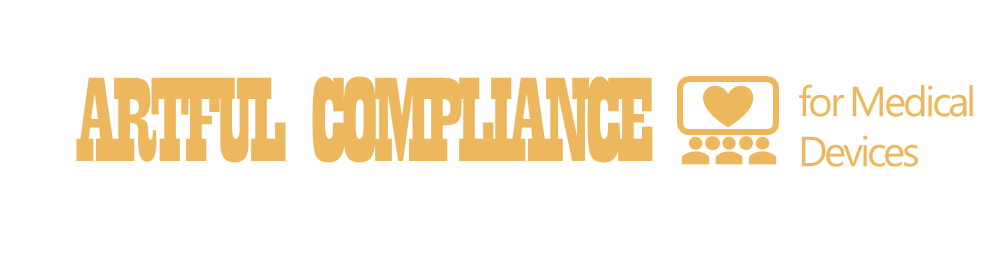 ARTFUL COMPLIANCE
for Medical
Devices